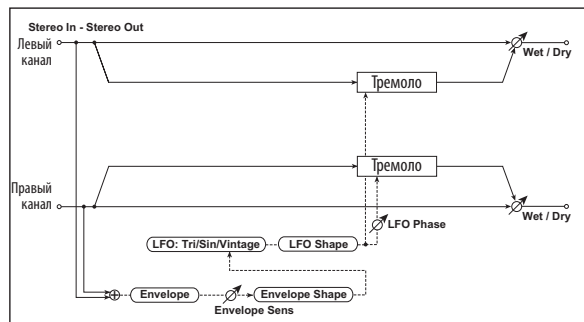 Stereo In - Stereo Out
Левый
канал
Wet / Dry
Тремоло
Тремоло
Правый
канал
Wet / Dry
LFO Phase
LFO: Tri/Sin/Vintage
LFO Shape
Envelope
Envelope Shape
Envelope Sens